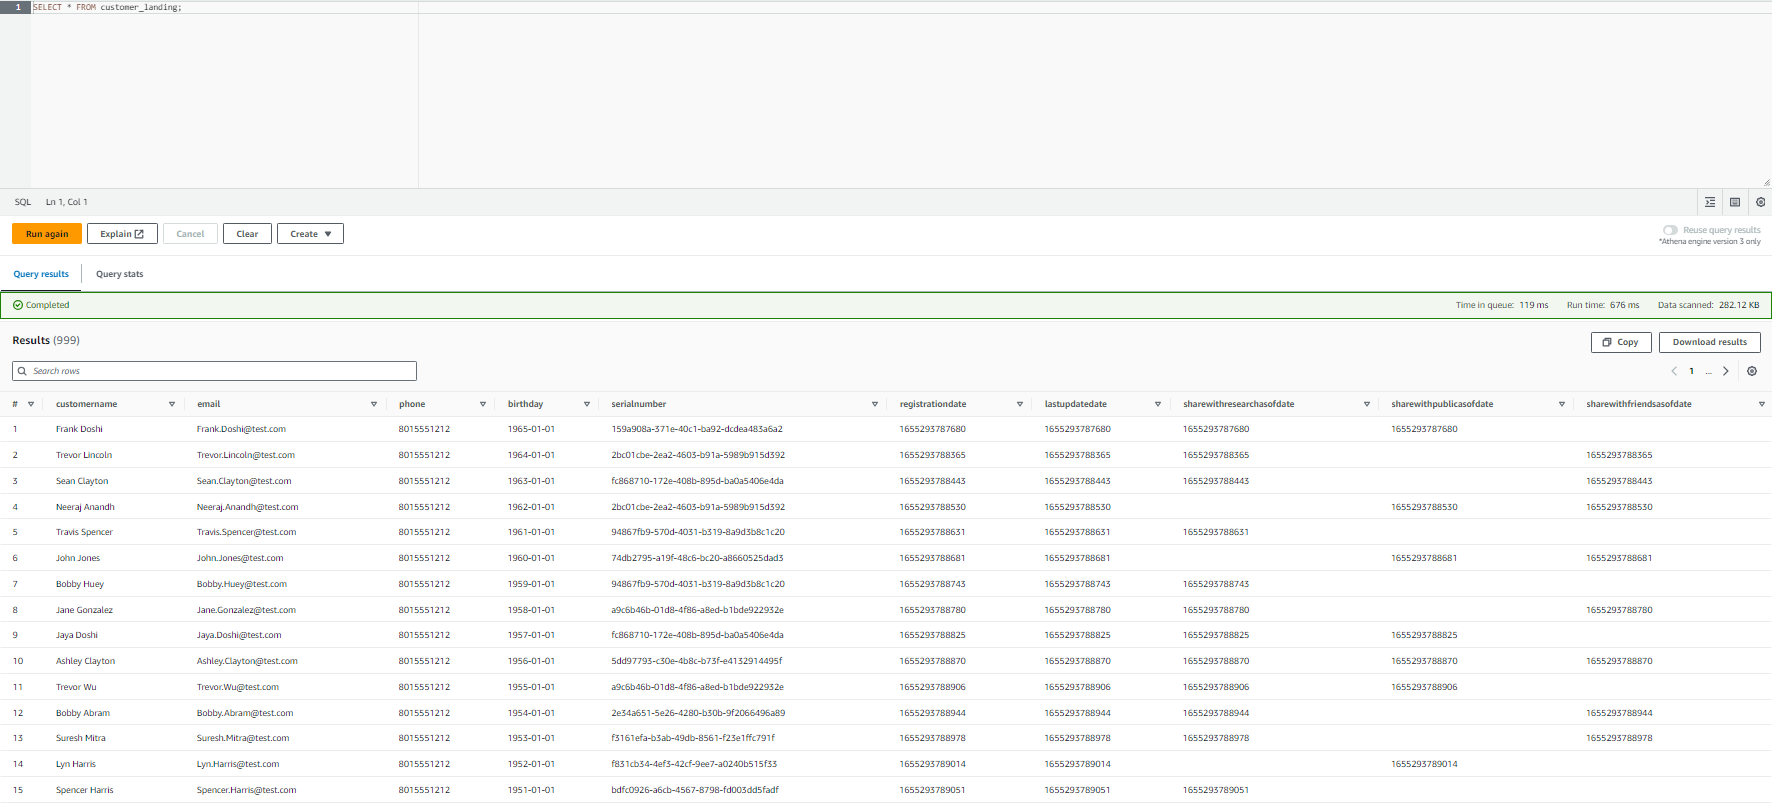 1 SELECT * FROM customer_landing;
SQL Ln 1, Col 1
Run again Explain Cancel Clear Create Reuse query results
*Athena engine version 3 only
Query results Query stats
Completed Time in queue: 119 ms Run time: 676 ms Data scanned: 282.12 KB
Results (999) Copy Download results
Search rows 1 ...
# customername email phone birthday serialnumber registrationdate lastupdatedate sharewithresearchasofdate sharewithpublicasofdate sharewithfriendsasofdate
1 Frank Doshi Frank.Doshi@test.com 8015551212 1965-01-01 159a908a-371e-40c1-ba92-dcdea483a6a2 1655293787680 1655293787680 1655293787680 1655293787680
2 Trevor Lincoln Trevor.Lincoln@test.com 8015551212 1964-01-01 2bc01cbe-2ea2-4603-b91a-5989b915d392 1655293788365 1655293788365 1655293788365 1655293788365
3 Sean Clayton Sean.Clayton@test.com 8015551212 1963-01-01 fc868710-172e-408b-895d-ba0a5406e4da 1655293788443 1655293788443 1655293788443 1655293788443
4 Neeraj Anandh Neeraj.Anandh@test.com 8015551212 1962-01-01 2bc01cbe-2ea2-4603-b91a-5989b915d392 1655293788530 1655293788530 1655293788530 1655293788530
5 Travis Spencer Travis.Spencer@test.com 8015551212 1961-01-01 94867fb9-570d-4031-b319-8a9d3b8c1c20 1655293788631 1655293788631 1655293788631
6 John Jones John.Jones@test.com 8015551212 1960-01-01 74db2795-a19f-48c6-bc20-a8660525dad3 1655293788681 1655293788681 1655293788681 1655293788681
7 Bobby Huey Bobby.Huey@test.com 8015551212 1959-01-01 94867fb9-570d-4031-b319-8a9d3b8c1c20 1655293788743 1655293788743 1655293788743
8 Jane Gonzalez Jane.Gonzalez@test.com 8015551212 1958-01-01 a9c6b46b-01d8-4f86-a8ed-b1bde922932e 1655293788780 1655293788780 1655293788780 1655293788780
9 Jaya Doshi Jaya.Doshi@test.com 8015551212 1957-01-01 fc868710-172e-408b-895d-ba0a5406e4da 1655293788825 1655293788825 1655293788825 1655293788825
10 Ashley Clayton Ashley.Clayton@test.com 8015551212 1956-01-01 5dd97793-c30e-4b8c-b73f-e4132914495f 1655293788870 1655293788870 1655293788870 1655293788870 1655293788870
11 Trevor Wu Trevor.Wu@test.com 8015551212 1955-01-01 a9c6b46b-01d8-4f86-a8ed-b1bde922932e 1655293788906 1655293788906 1655293788906 1655293788906
12 Bobby Abram Bobby.Abram@test.com 8015551212 1954-01-01 2e34a651-5e26-4280-b30b-9f2066496a89 1655293788944 1655293788944 1655293788944 1655293788944
13 Suresh Mitra Suresh.Mitra@test.com 8015551212 1953-01-01 f3161efa-b3ab-49db-8561-f23e1ffc791f 1655293788978 1655293788978 1655293788978 1655293788978
14 Lyn Harris Lyn.Harris@test.com 8015551212 1952-01-01 f831cb34-4ef3-42cf-9ee7-a0240b515f33 1655293789014 1655293789014 1655293789014
15 Spencer Harris Spencer.Harris@test.com 8015551212 1951-01-01 bdfc0926-a6cb-4567-8798-fd003dd5fadf 1655293789051 1655293789051 1655293789051